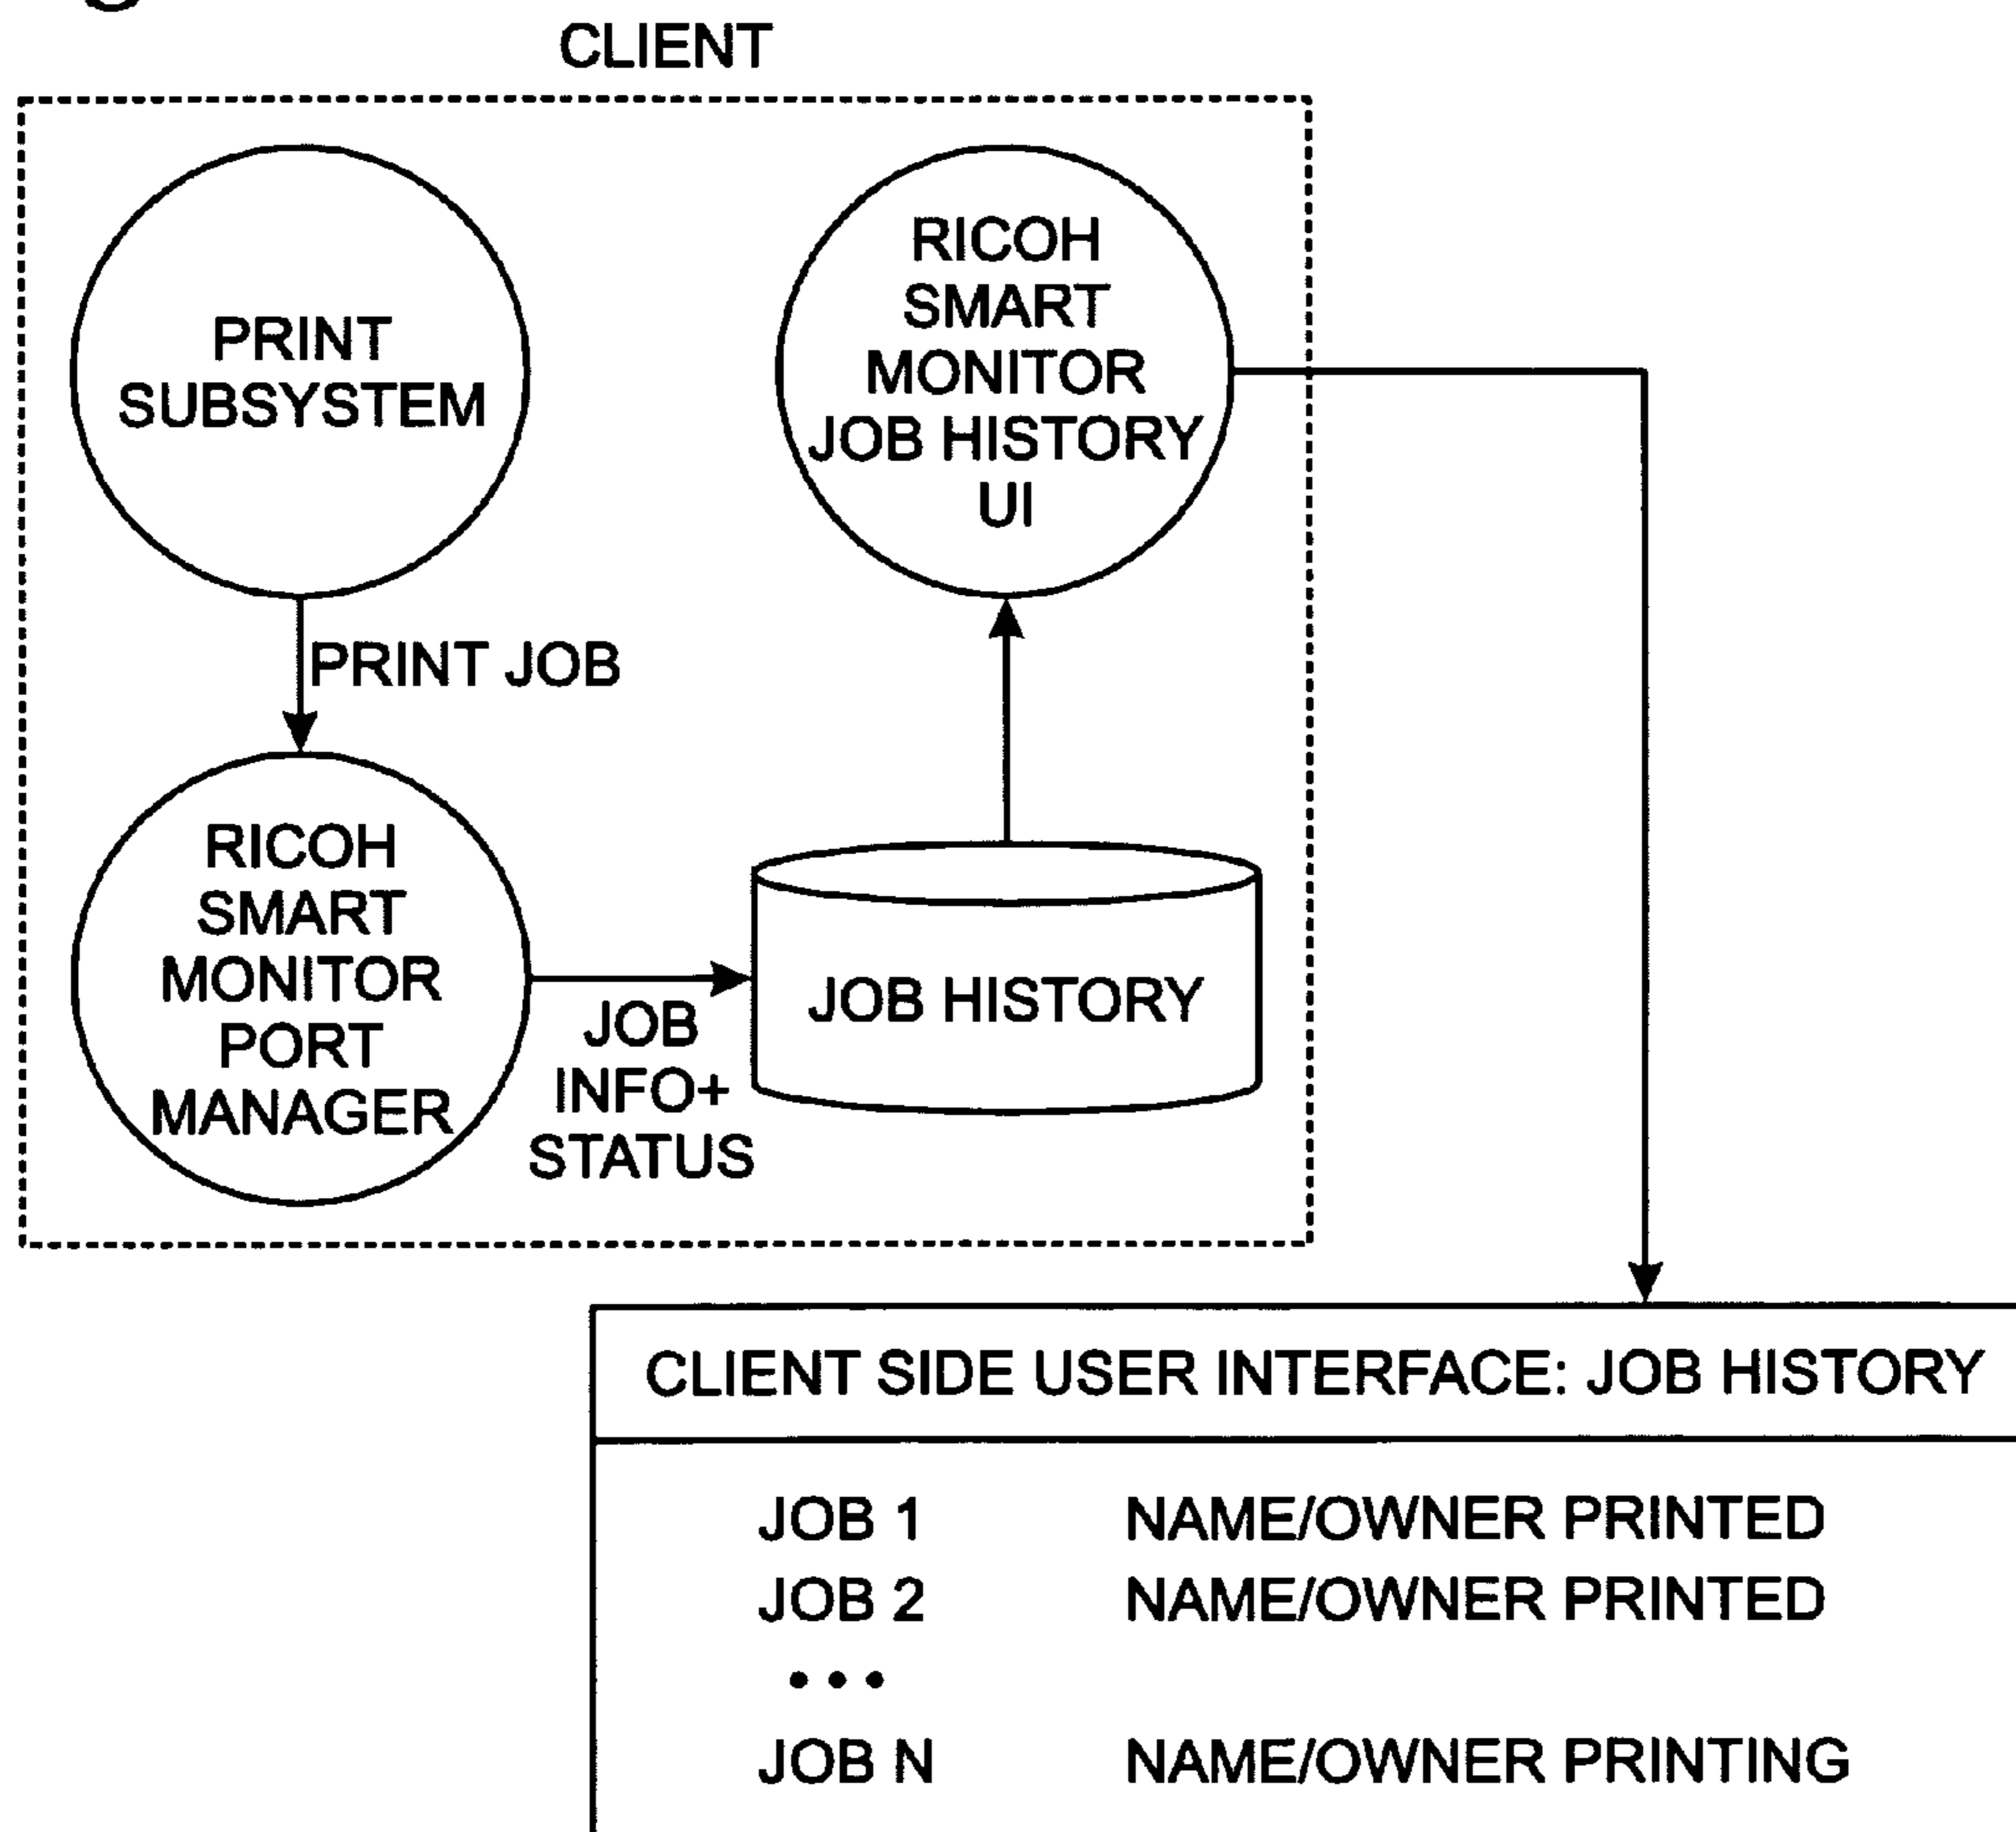 CLIENT
PRINT
SUBSYSTEM
RICOH
SMART
MONITOR
JOB HISTORY
UI
PRINT JOB
RICOH
SMART
MONITOR
PORT
MANAGER
JOB
INFO+
STATUS
JOB HISTORY
CLIENT SIDE USER INTERFACE: JOB HISTORY
JOB 1 NAME/OWNER PRINTED
JOB 2 NAME/OWNER PRINTED
• • •
JOB N NAME/OWNER PRINTING